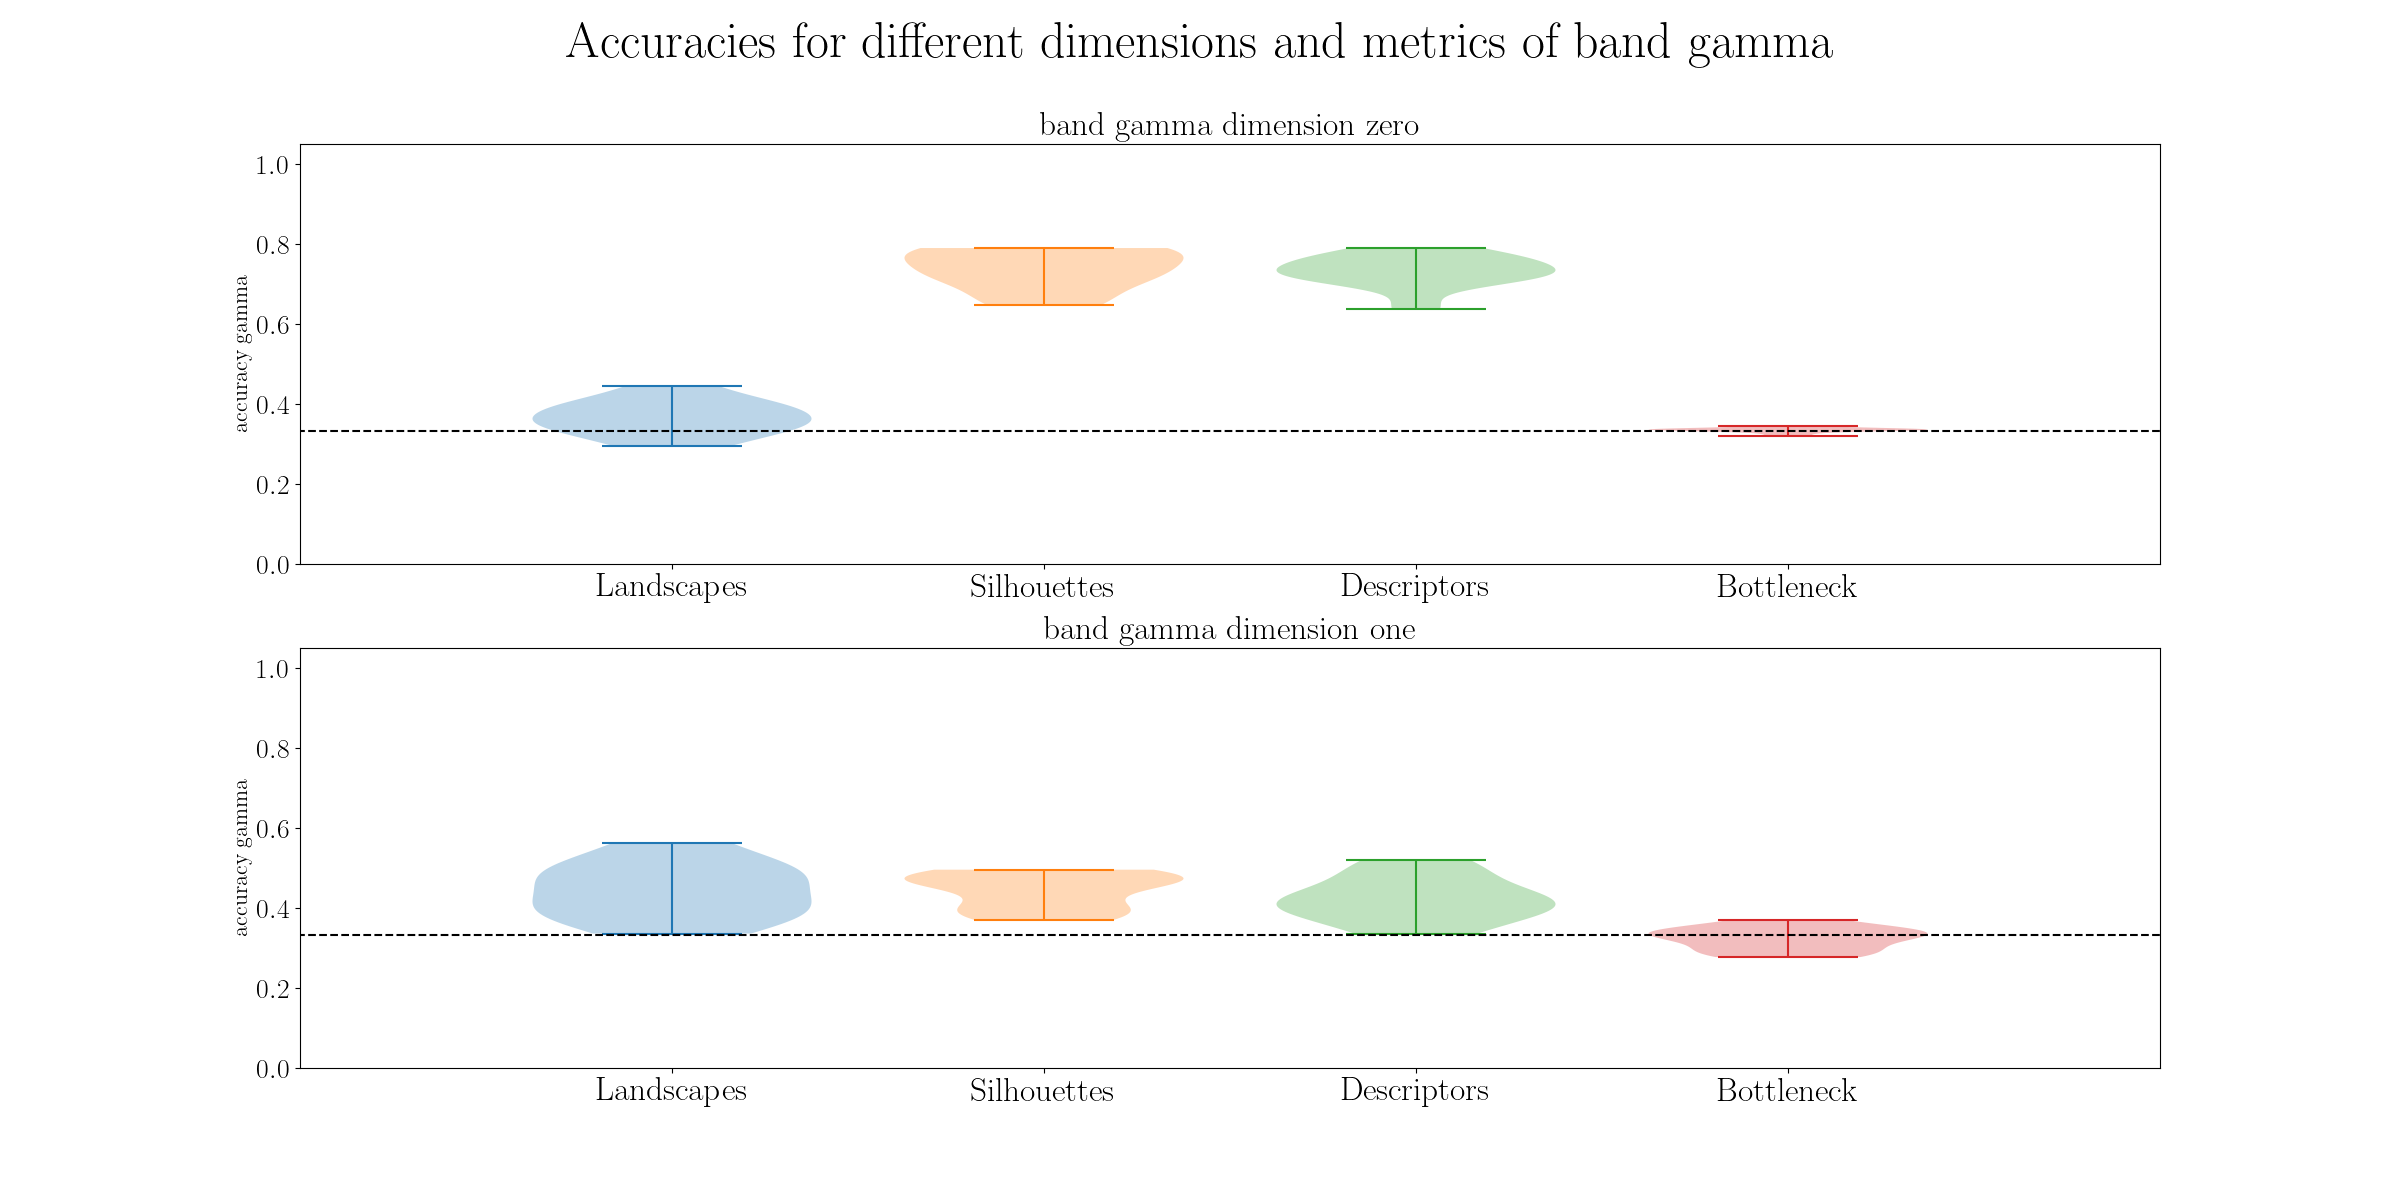 Accuracies for different dimensions and metrics of band gamma
band gamma dimension zero
1.0
0.8
0.6
0.4
0.2
0.0
accuracy gamma
Landscapes Silhouettes Descriptors Bottleneck
band gamma dimension one
1.0
0.8
0.6
0.4
0.2
0.0
accuracy gamma
Landscapes Silhouettes Descriptors Bottleneck